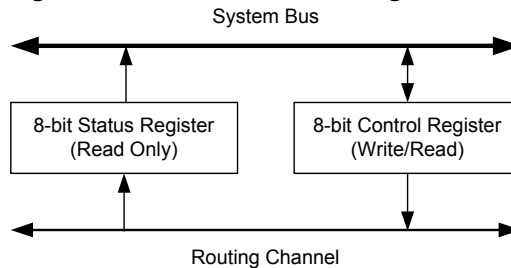 System Bus
8-bit Status Register
(Read Only)
8-bit Control Register
(Write/Read)
Routing Channel